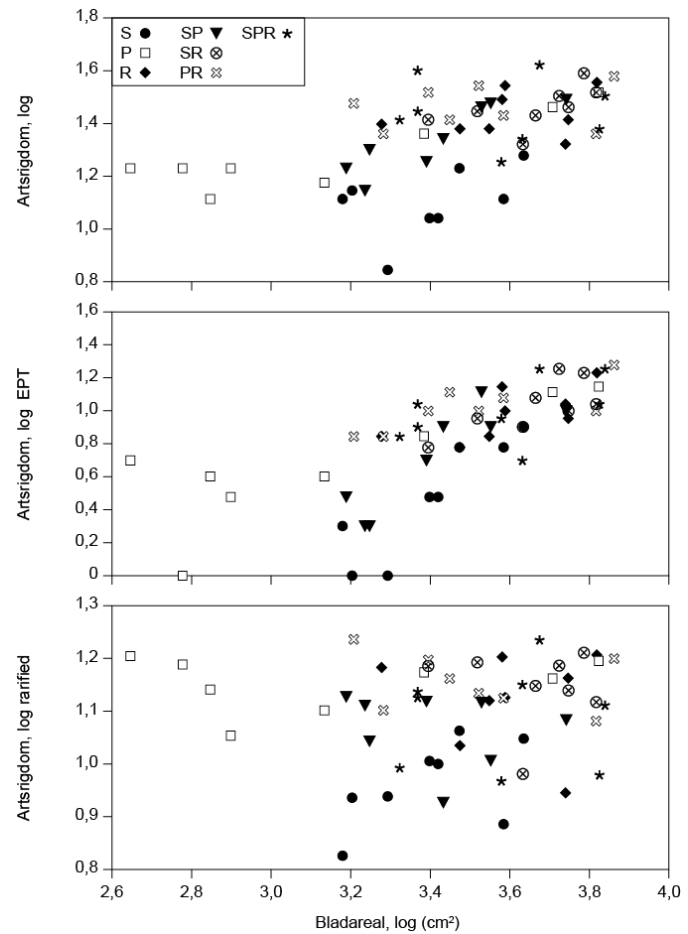 1,8
S ● SP ▼ SPR *
P □ SR ⊗
R ◆ PR ✖
1,6
1,4
1,2
1,0
0,8
Artsrigdom, log
1,6
1,4
1,2
1,0
0,8
0,6
0,4
0,2
0
Artsrigdom, log EPT
1,3
1,2
1,1
1,0
0,9
0,8
Artsrigdom, log rarified
2,6 2,8 3,0 3,2 3,4 3,6 3,8 4,0
Bladareal, log (cm²)